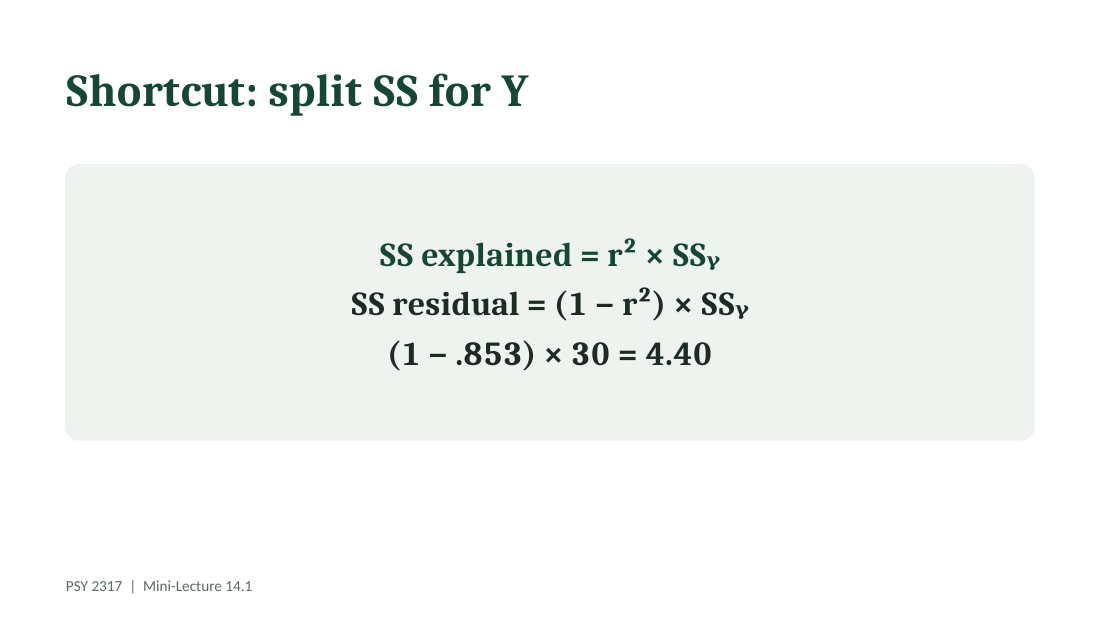 Shortcut: split SS for Y
SS explained = r² × SSᵧ
SS residual = (1 − r²) × SSᵧ
(1 − .853) × 30 = 4.40
PSY 2317 | Mini-Lecture 14.1